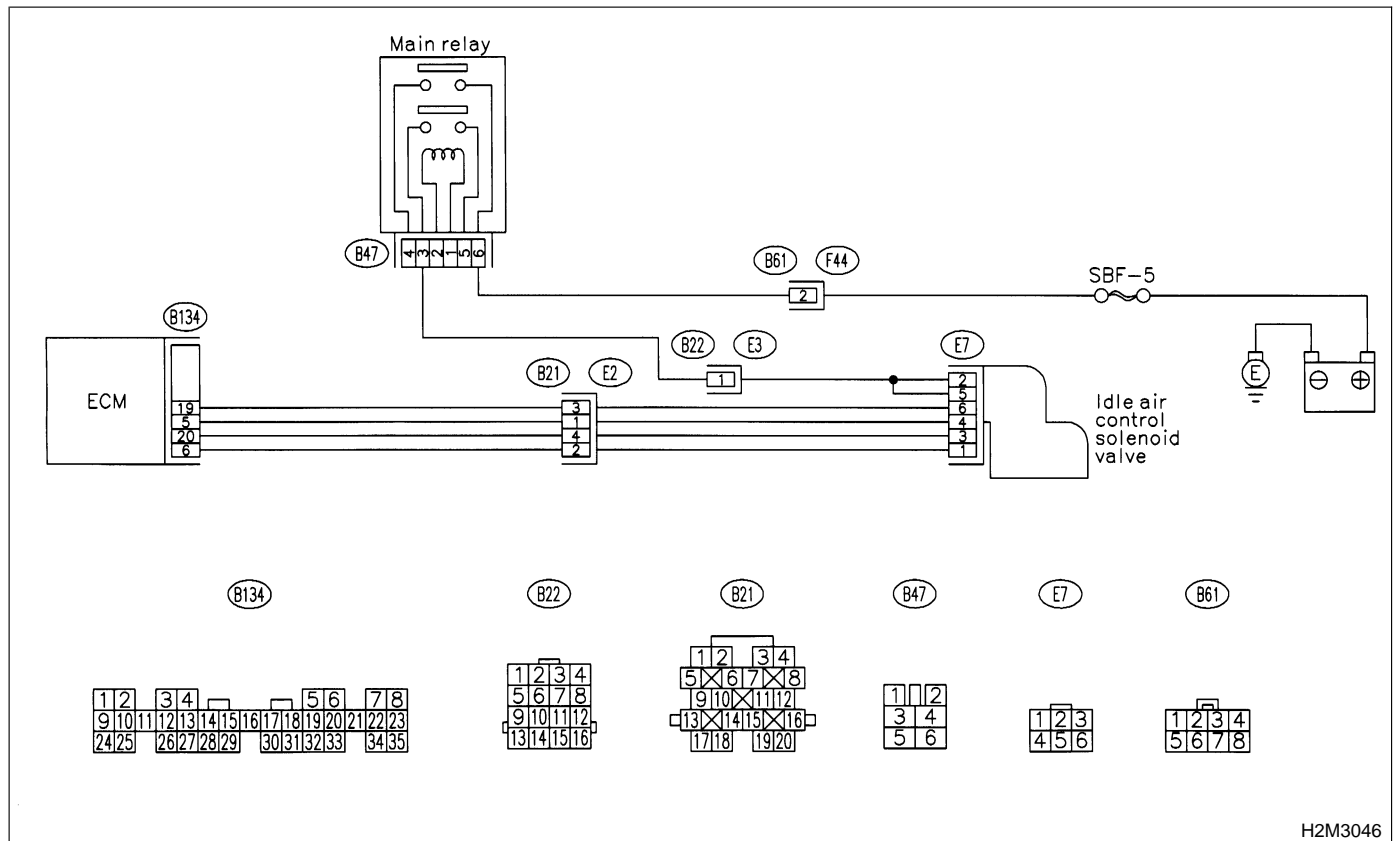 Main relay
B47
4 3 2 1 5 6
B61 F44
2
SBF-5
B134
B22 E3
1
E7
E
⊖ ⊕
B21 E2
ECM
19 3 2
5 1 5
20 4 6
6 2 4
3
1
Idle air
control
solenoid
valve
B134 B22 B21 B47 E7 B61
1 2 3 4 5 6 7 8
9 10 11 12 13 14 15 16 17 18 19 20 21 22 23
24 25 26 27 28 29 30 31 32 33 34 35
1 2 3 4
5 6 7 8
9 10 11 12
13 14 15 16
1 2 3 4
5 6 7 8
9 10 11 12
13 14 15 16
17 18 19 20
1 2
3 4
5 6
1 2 3
4 5 6
1 2 3 4
5 6 7 8
H2M3046